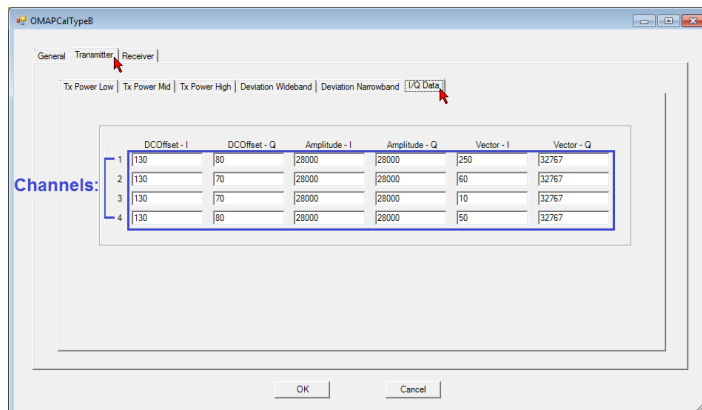 OMAPCalTypeB
General Transmitter Receiver
Tx Power Low Tx Power Mid Tx Power High Deviation Wideband Deviation Narrowband I/Q Data
DCOffset - I DCOffset - Q Amplitude - I Amplitude - Q Vector - I Vector - Q
1 130 80 28000 28000 250 32767
Channels:
2 130 70 28000 28000 60 32767
3 130 70 28000 28000 10 32767
4 130 80 28000 28000 50 32767
OK Cancel